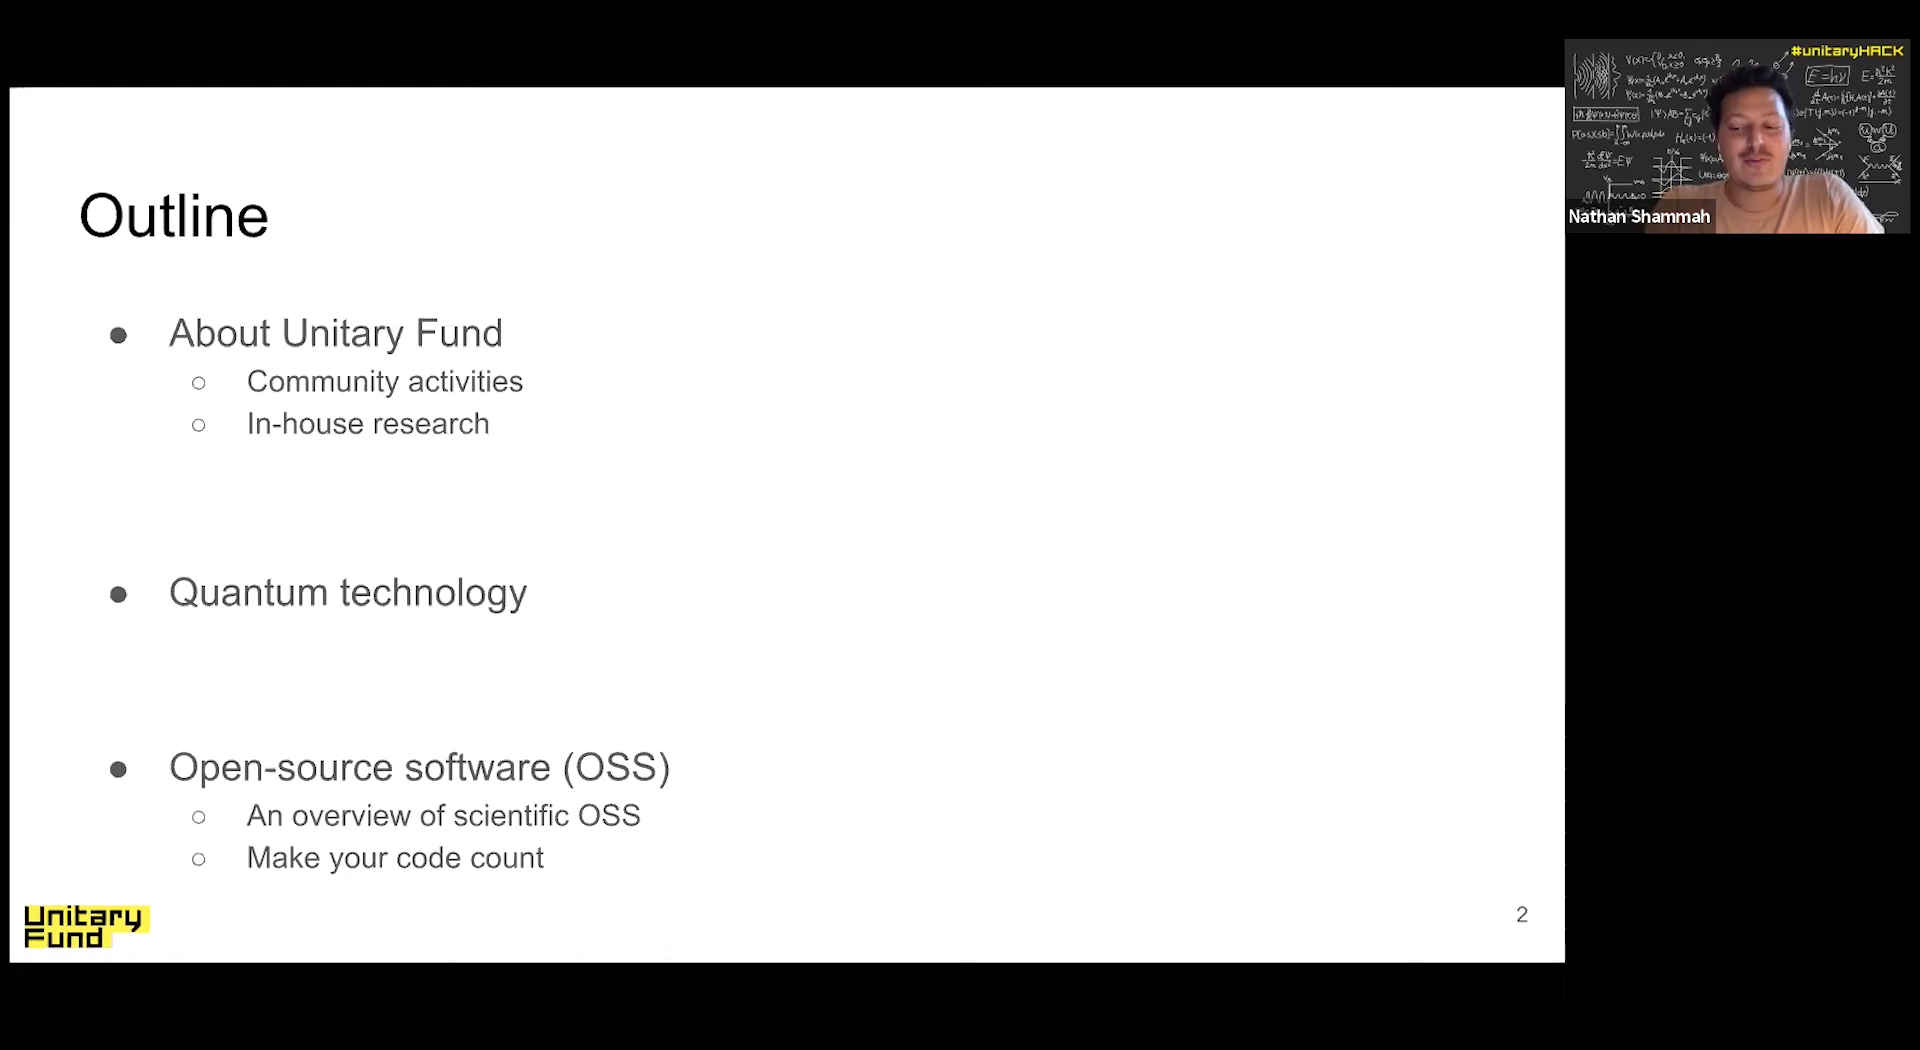 #unitaryHACK
Nathan Shammah
Outline
● About Unitary Fund
○ Community activities
○ In-house research
● Quantum technology
● Open-source software (OSS)
○ An overview of scientific OSS
○ Make your code count
Unitary
Fund
2